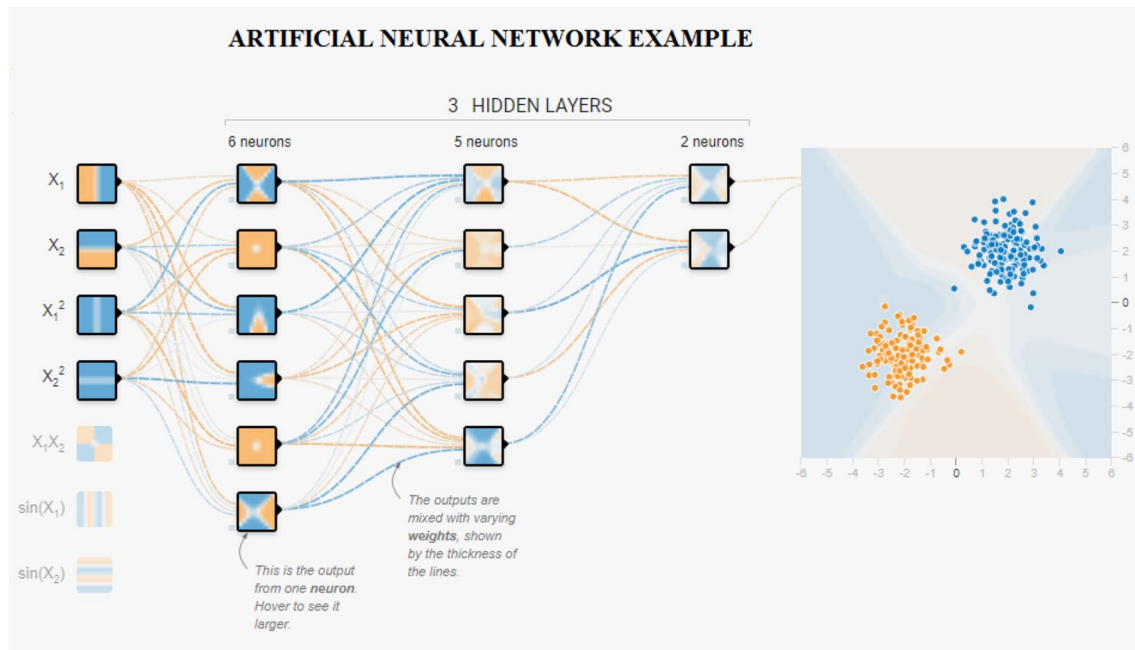 ARTIFICIAL NEURAL NETWORK EXAMPLE
3 HIDDEN LAYERS
6 neurons
5 neurons
2 neurons
X₁
X₂
X₁²
X₂²
X₁X₂
sin(X₁)
sin(X₂)
This is the output
from one neuron.
Hover to see it
larger.
The outputs are
mixed with varying
weights, shown
by the thickness of
the lines.
6
5
4
3
2
1
0
-1
-2
-3
-4
-5
-6
-6 -5 -4 -3 -2 -1 0 1 2 3 4 5 6